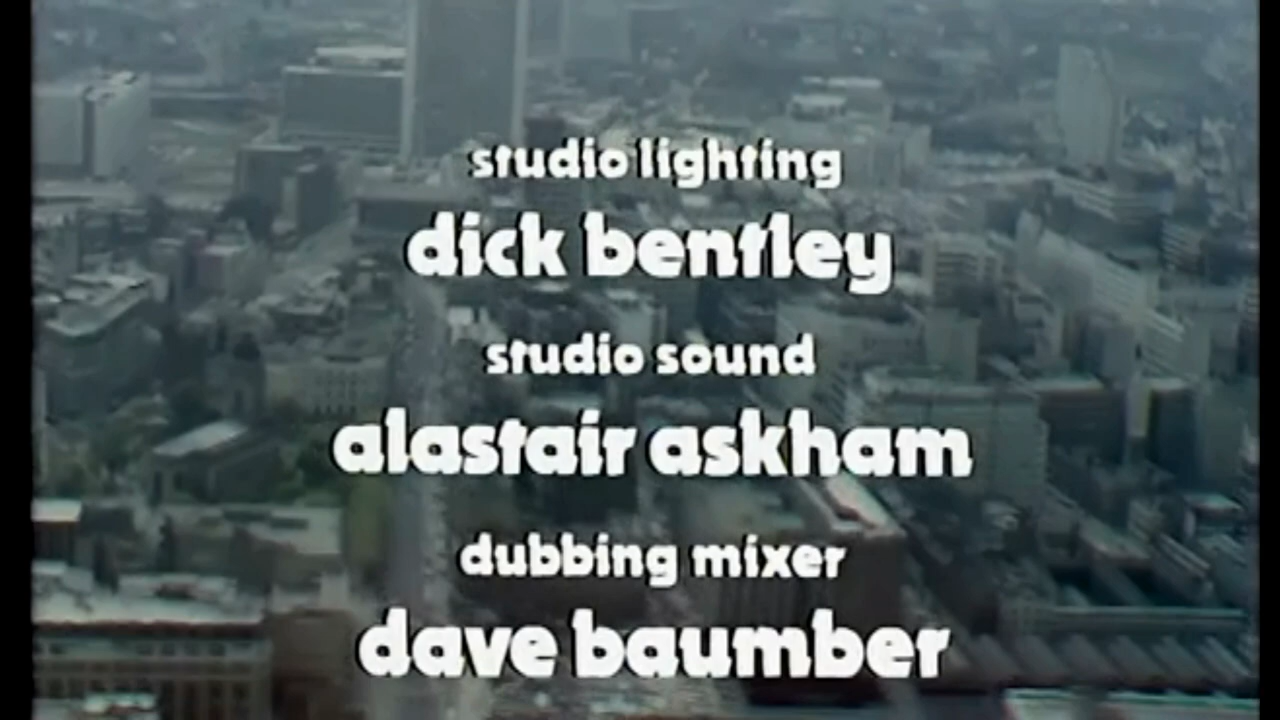 studio lighting
dick bentley
studio sound
alastair askham
dubbing mixer
dave baumber